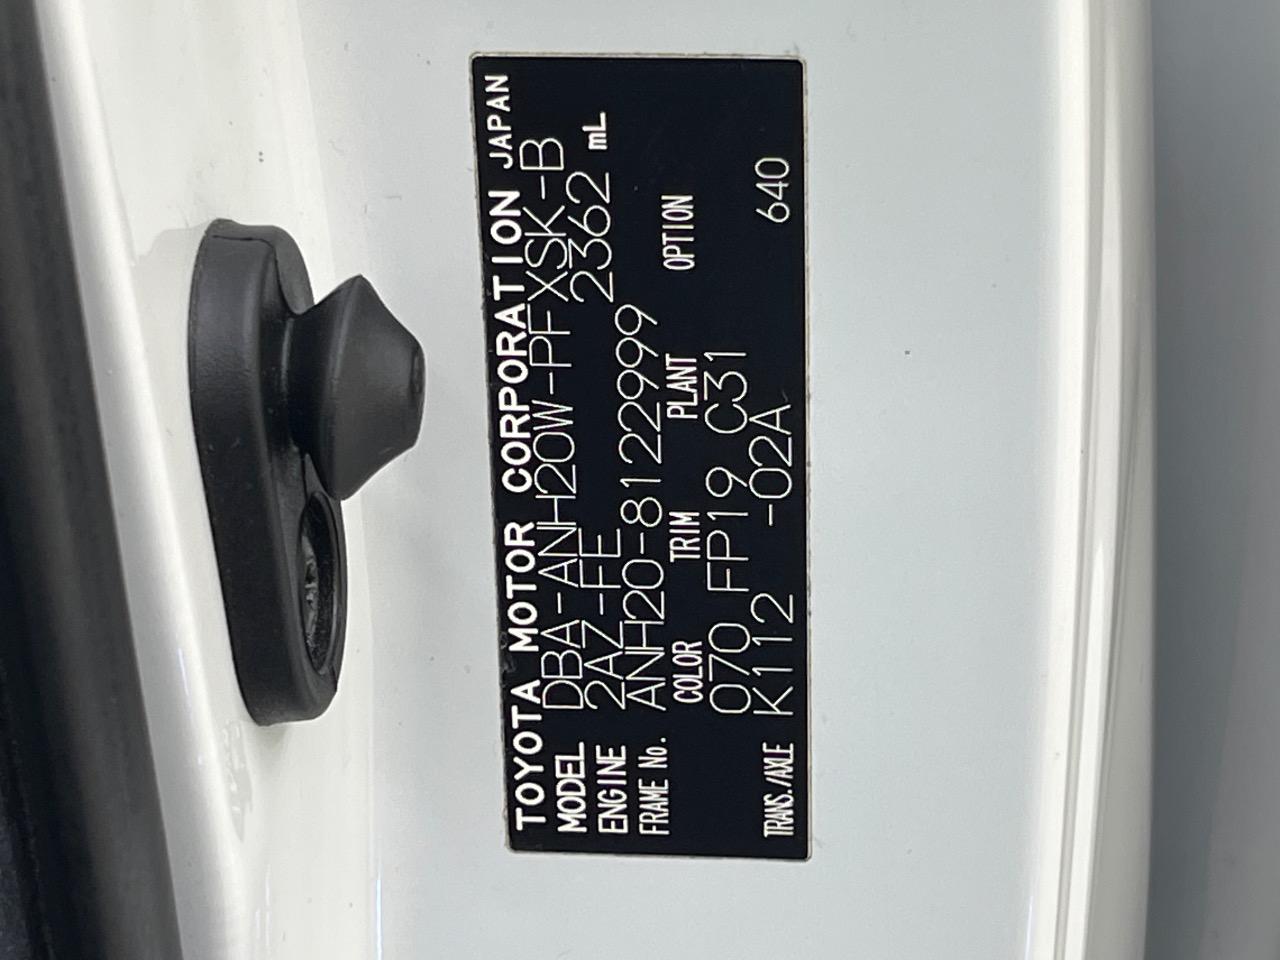 TOYOTA MOTOR CORPORATION JAPAN
MODEL DBA-ANH20W-PFXSK-B
ENGINE 2AZ-FE 2362 mL
FRAME No. ANH20-8122999
COLOR TRIM PLANT OPTION
070 FP19 C31
TRANS./AXLE K112 -02A 640